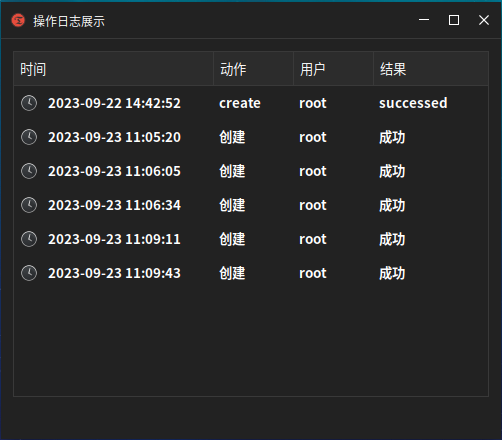 操作日志展示
时间 动作 用户 结果
2023-09-22 14:42:52 create root successed
2023-09-23 11:05:20 创建 root 成功
2023-09-23 11:06:05 创建 root 成功
2023-09-23 11:06:34 创建 root 成功
2023-09-23 11:09:11 创建 root 成功
2023-09-23 11:09:43 创建 root 成功